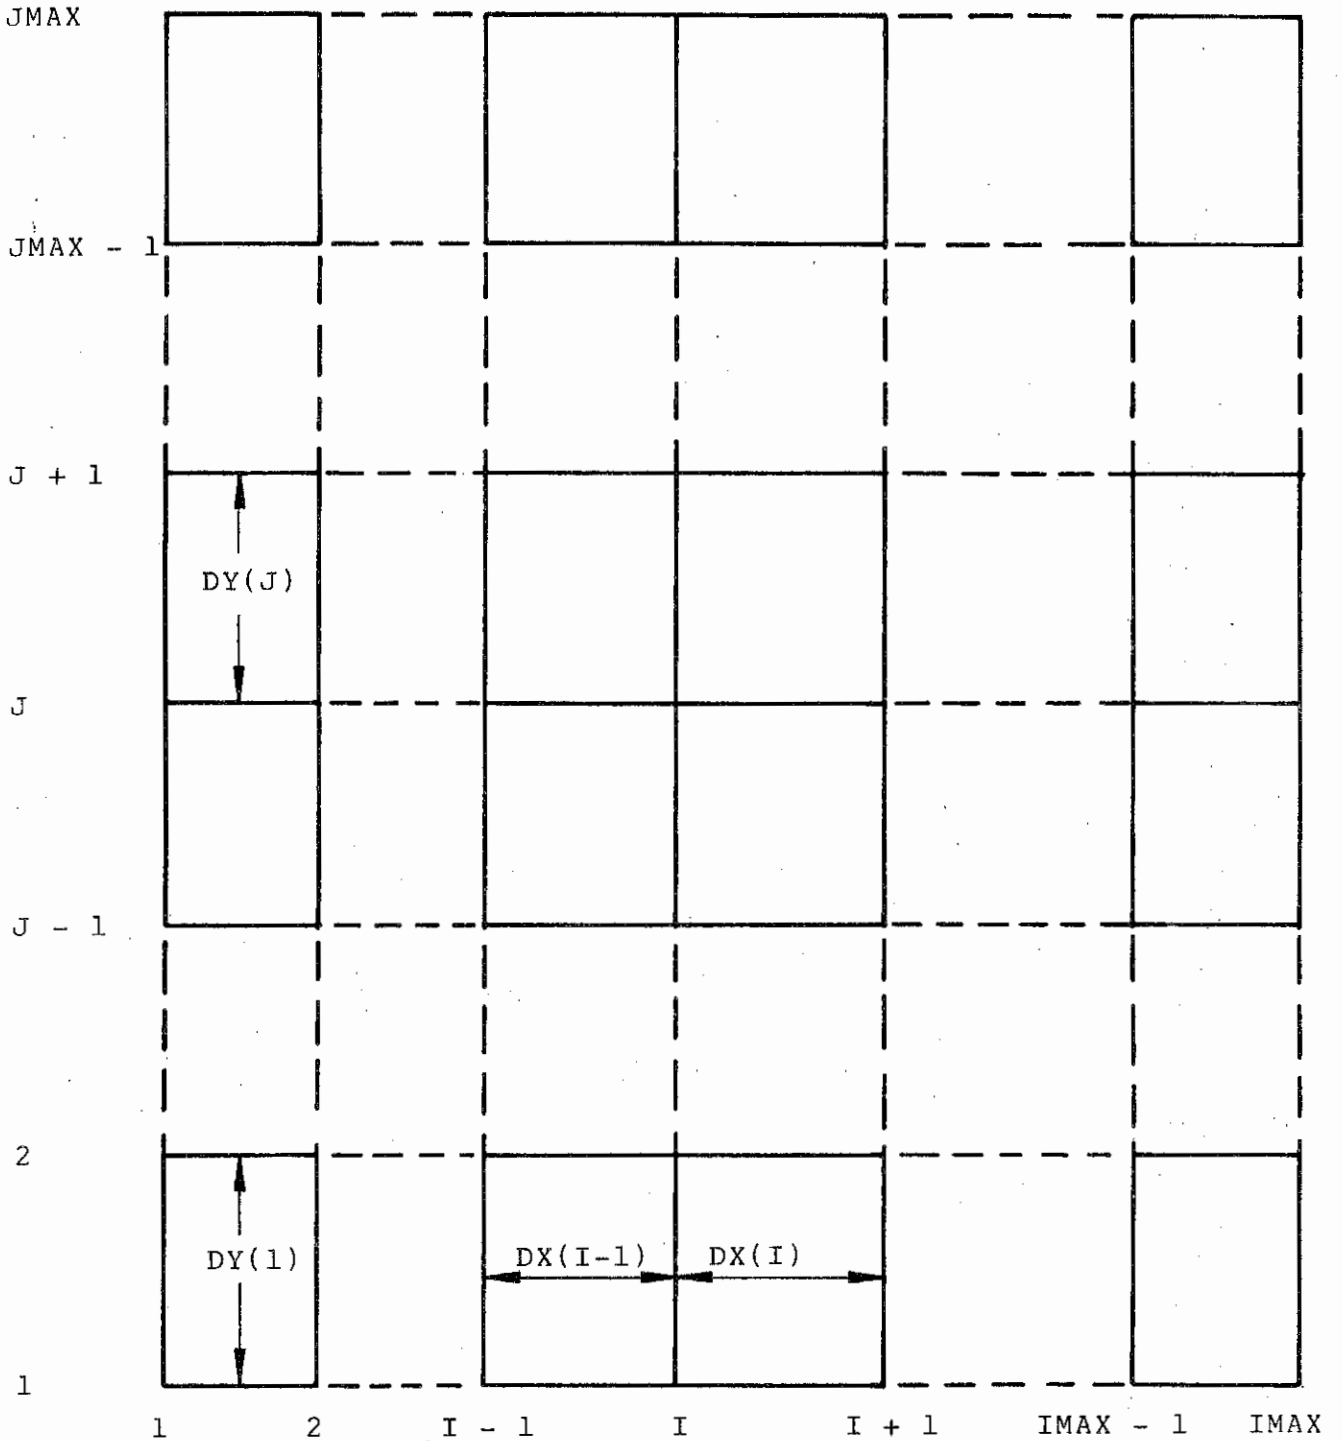 JMAX
JMAX - 1
J + 1
DY(J)
J
J - 1
2
DY(1)
DX(I-1)
DX(I)
1
1
2
I - 1
I
I + 1
IMAX - 1
IMAX